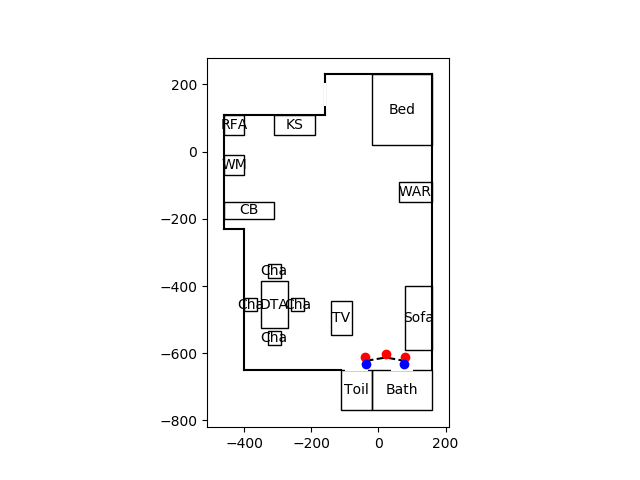 200
0
−200
−400
−600
−800
−400
−200
0
200
Bed
RFA
KS
WM
WAR
CB
Cha
Cha
DTA
Cha
Cha
TV
Sofa
Toil
Bath